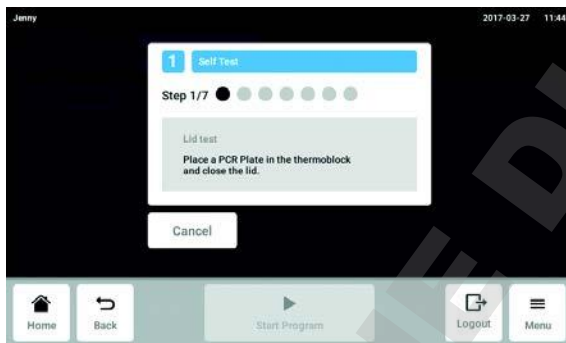 Jenny
2017-03-27 11:44
1 Self Test
Step 1/7
Lid test
Place a PCR Plate in the thermoblock
and close the lid.
Cancel
Home
Back
Start Program
Logout
Menu